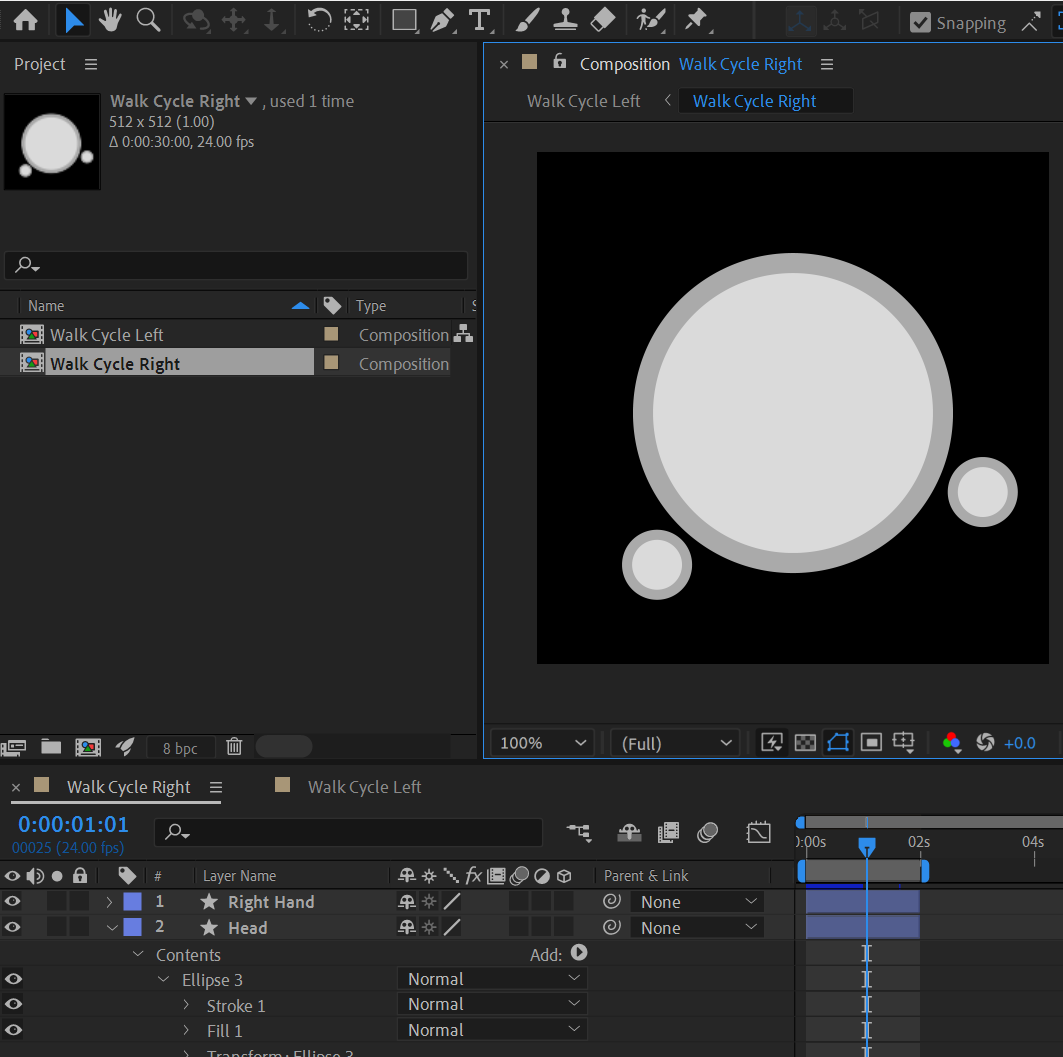 Snapping
Project
Composition Walk Cycle Right
Walk Cycle Right , used 1 time
512 x 512 (1.00)
Δ 0:00:30:00, 24.00 fps
Walk Cycle Left Walk Cycle Right
Name Type S
Walk Cycle Left Composition
Walk Cycle Right Composition
8 bpc
100% (Full) +0.0
Walk Cycle Right Walk Cycle Left
0:00:01:01
00025 (24.00 fps)
0:00s 02s 04s
# Layer Name fx Parent & Link
1 Right Hand None
2 Head None
Contents Add:
Ellipse 3 Normal
Stroke 1 Normal
Fill 1 Normal
Transform: Ellipse 3